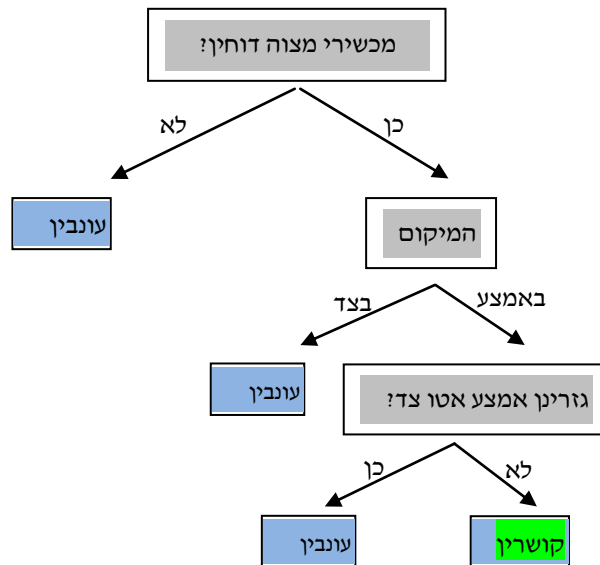 מכשירי מצוה דוחין?
כן
לא
עונבין
המיקום
באמצע
בצד
עונבין
גזרינן אמצע אטו צד?
לא
כן
קושרין
עונבין